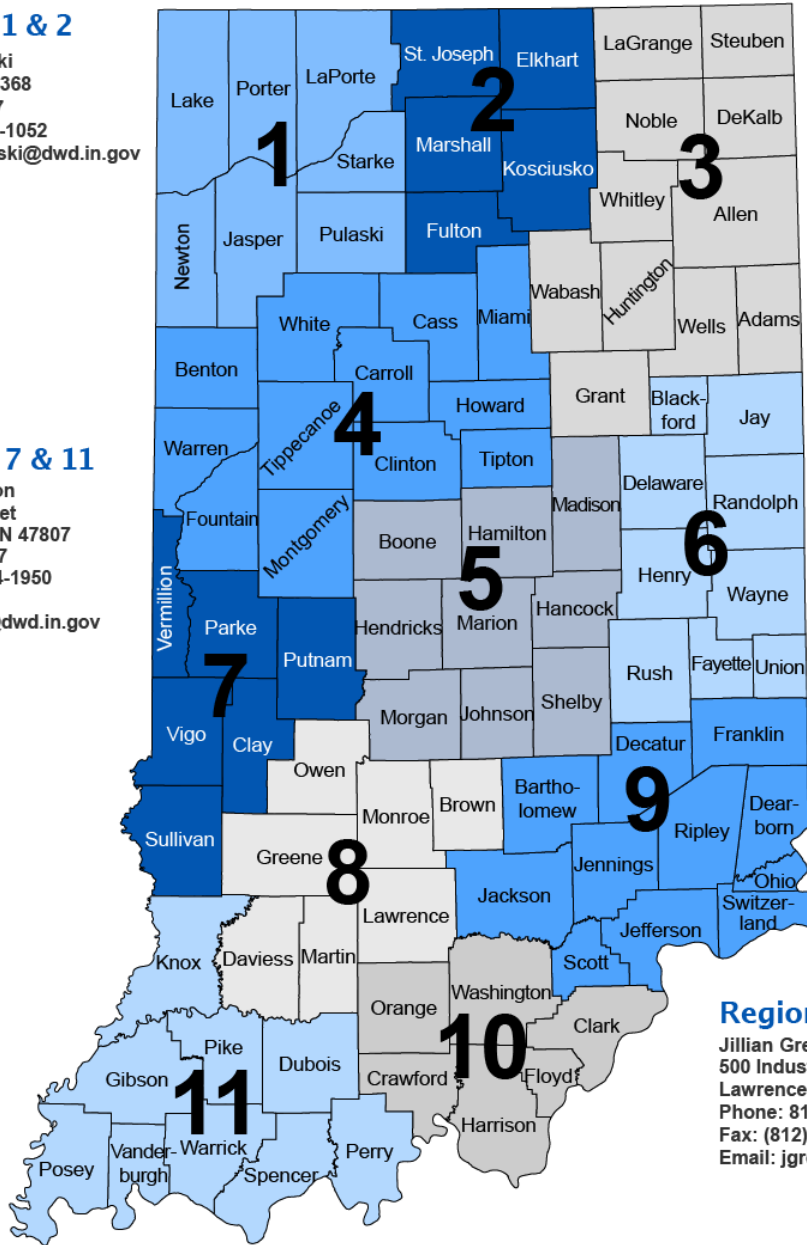 1 & 2
ki
368
7
-1052
ski@dwd.in.gov
7 & 11
on
et
N 47807
7
4-1950
@dwd.in.gov
Lake
Porter
LaPorte
Starke
Newton
Jasper
Pulaski
1
St. Joseph
Elkhart
Marshall
Kosciusko
Fulton
2
LaGrange
Steuben
Noble
DeKalb
Whitley
Allen
Wabash
Huntington
Wells
Adams
Grant
3
White
Cass
Miami
Benton
Carroll
Howard
Warren
Tippecanoe
Clinton
Tipton
Fountain
Montgomery
4
Madison
Boone
Hamilton
Hendricks
Marion
Hancock
Morgan
Johnson
Shelby
5
Black-
ford
Jay
Delaware
Randolph
Henry
Wayne
Rush
Fayette
Union
6
Vermillion
Parke
Putnam
Vigo
Clay
Sullivan
7
Owen
Monroe
Brown
Greene
Lawrence
Daviess
Martin
8
Decatur
Franklin
Bartho-
lomew
Ripley
Dear-
born
Jennings
Jackson
Ohio
Switzer-
land
Jefferson
Scott
9
Orange
Washington
Clark
Crawford
Floyd
Harrison
10
Knox
Pike
Gibson
Dubois
Posey
Vander-
burgh
Warrick
Spencer
Perry
11
Region
Jillian Gre
500 Indus
Lawrence
Phone: 81
Fax: (812)
Email: jgr